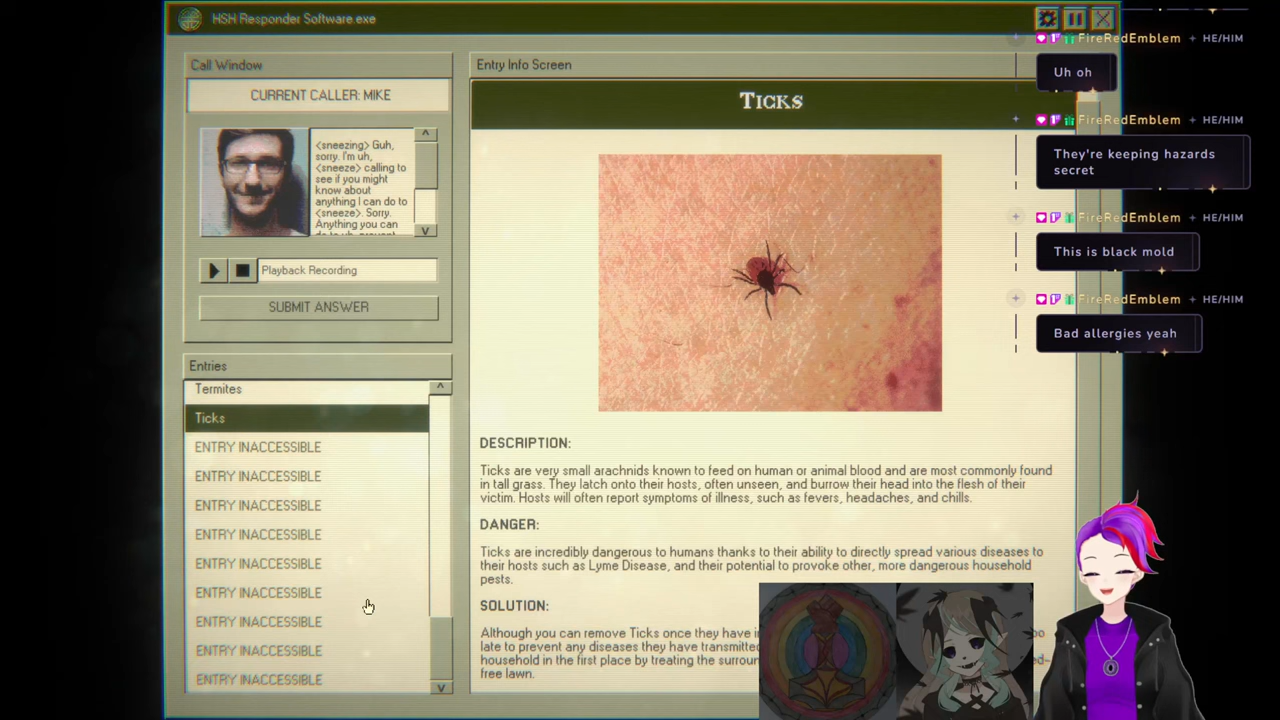 HSH Responder Software.exe
Call Window
CURRENT CALLER: MIKE
<sneezing> Guh,
sorry. I'm uh,
<sneeze> calling to
see if you might
know about
anything I can do to
<sneeze>. Sorry.
Anything you can
Playback Recording
SUBMIT ANSWER
Entries
Termites
Ticks
ENTRY INACCESSIBLE
ENTRY INACCESSIBLE
ENTRY INACCESSIBLE
ENTRY INACCESSIBLE
ENTRY INACCESSIBLE
ENTRY INACCESSIBLE
ENTRY INACCESSIBLE
ENTRY INACCESSIBLE
ENTRY INACCESSIBLE
Entry Info Screen
TICKS
DESCRIPTION:
Ticks are very small arachnids known to feed on human or animal blood and are most commonly found
in tall grass. They latch onto their hosts, often unseen, and burrow their head into the flesh of their
victim. Hosts will often report symptoms of illness, such as fevers, headaches, and chills.
DANGER:
Ticks are incredibly dangerous to humans thanks to their ability to directly spread various diseases to
their hosts such as Lyme Disease, and their potential to provoke other, more dangerous household
pests.
SOLUTION:
Although you can remove Ticks once they have
late to prevent any diseases they have transmitted
household in the first place by treating the
free lawn.
FireRedEmblem + HE/HIM
Uh oh
FireRedEmblem + HE/HIM
They're keeping hazards
secret
FireRedEmblem + HE/HIM
This is black mold
FireRedEmblem + HE/HIM
Bad allergies yeah